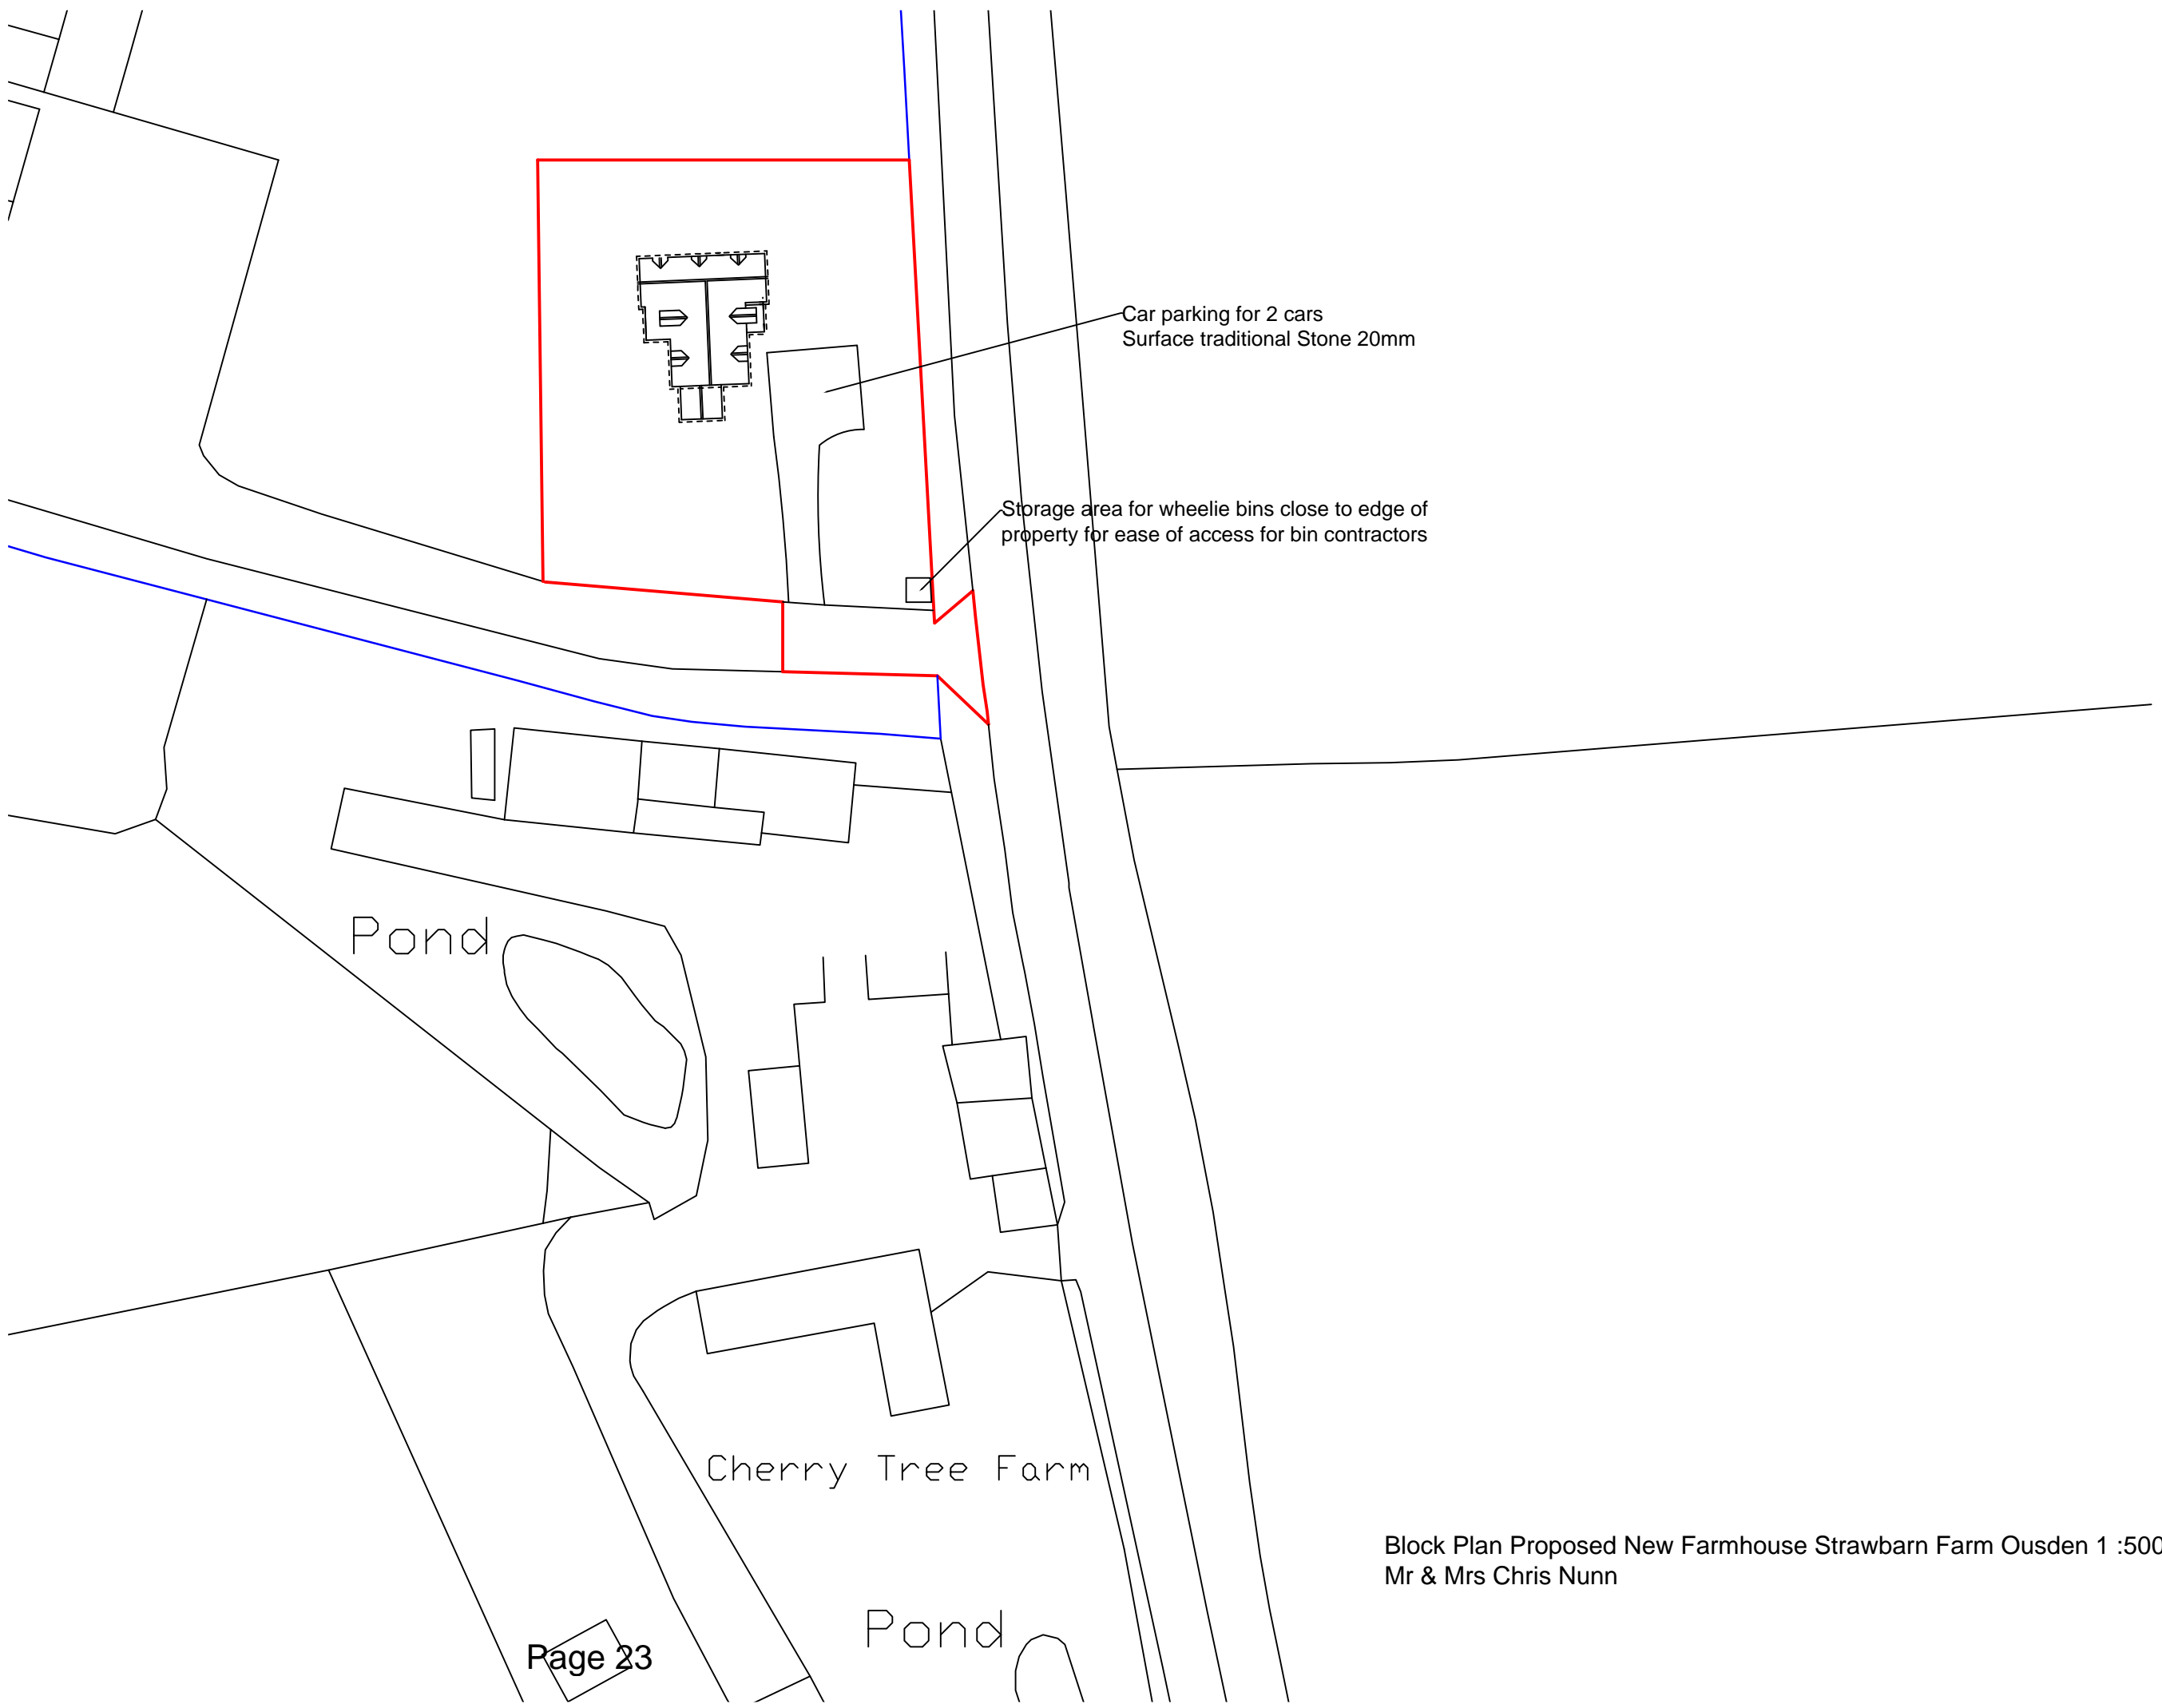 Car parking for 2 cars
Surface traditional Stone 20mm
Storage area for wheelie bins close to edge of
property for ease of access for bin contractors
Pond
Cherry Tree Farm
Block Plan Proposed New Farmhouse Strawbarn Farm Ousden 1 :500
Mr & Mrs Chris Nunn
Pond
Page 23